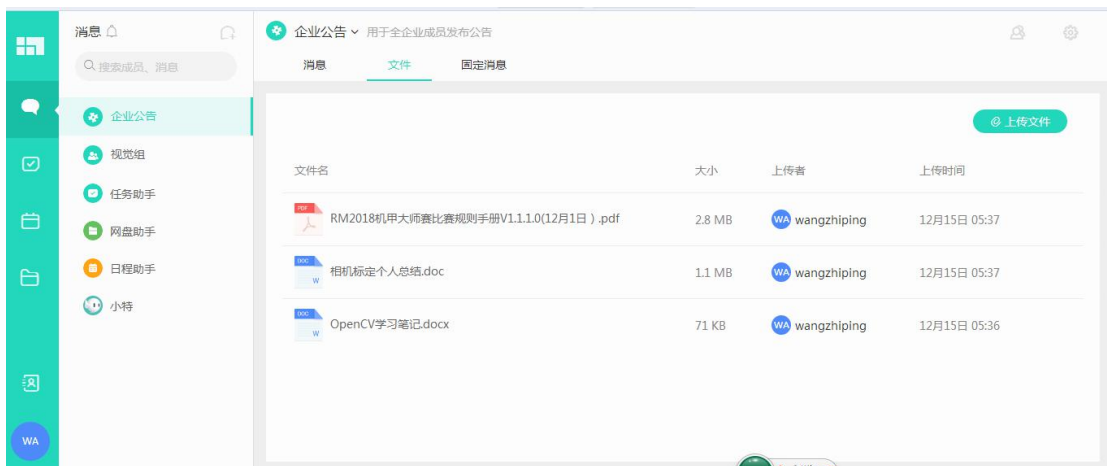 消息
搜索成员、消息
企业公告
视觉组
任务助手
网盘助手
日程助手
小特
WA
企业公告 用于全企业成员发布公告
消息 文件 固定消息
上传文件
文件名 大小 上传者 上传时间
PDF RM2018机甲大师赛比赛规则手册V1.1.1.0(12月1日 ) .pdf 2.8 MB WA wangzhiping 12月15日 05:37
DOC W 相机标定个人总结.doc 1.1 MB WA wangzhiping 12月15日 05:37
DOC W OpenCV学习笔记.docx 71 KB WA wangzhiping 12月15日 05:36